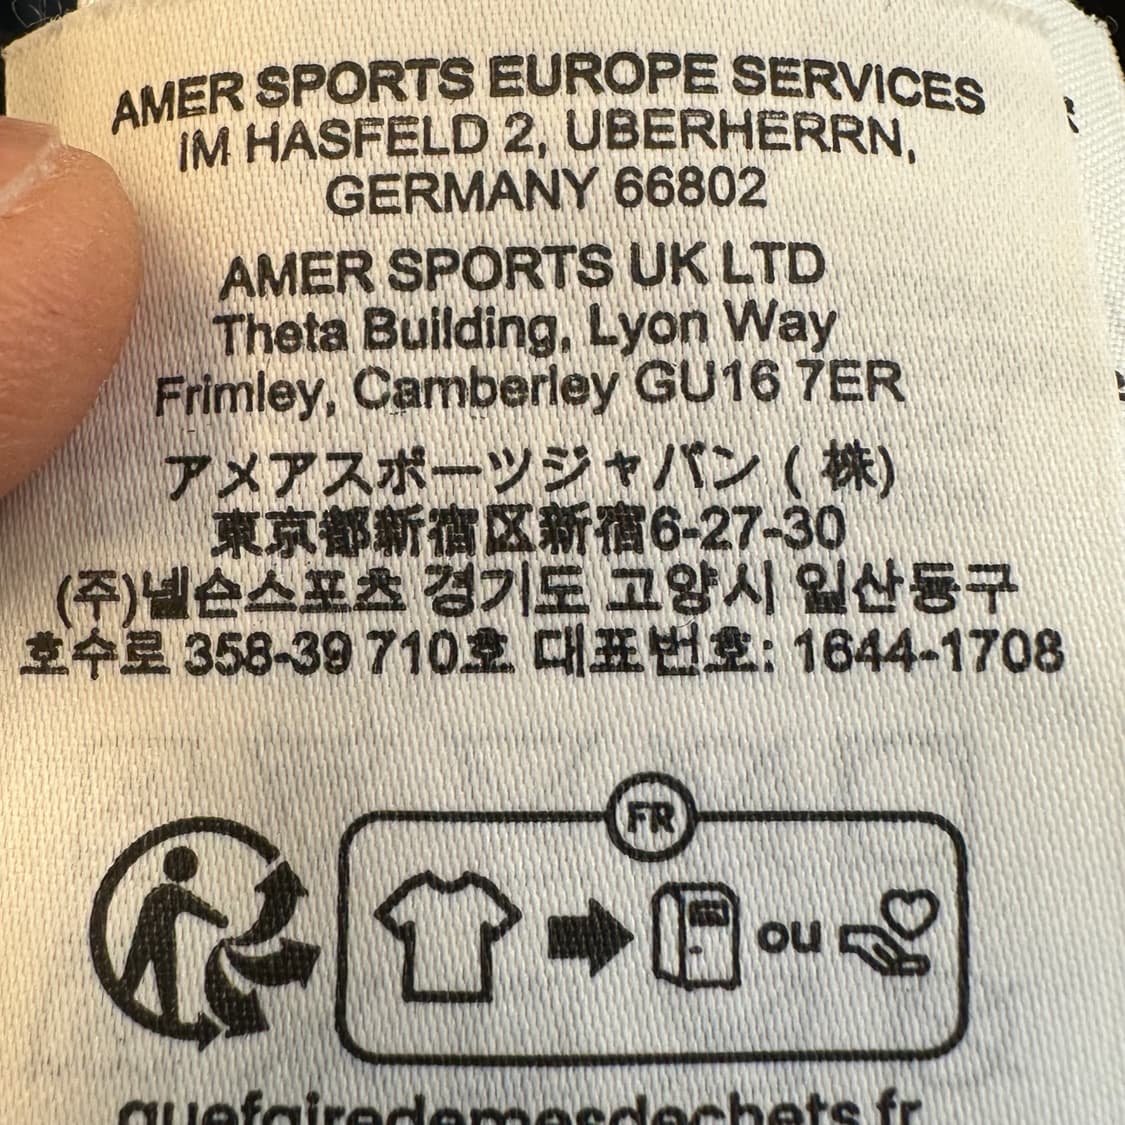 AMER SPORTS EUROPE SERVICES
IM HASFELD 2, UBERHERRN,
GERMANY 66802
AMER SPORTS UK LTD
Theta Building, Lyon Way
Frimley, Camberley GU16 7ER
アメアスポーツジャパン ( 株)
東京都新宿区新宿6-27-30
(주)넬슨스포츠 경기도 고양시 일산동구
호수로 358-39 710호 대표번호: 1644-1708
FR
ou
quefairedemesdechets.fr